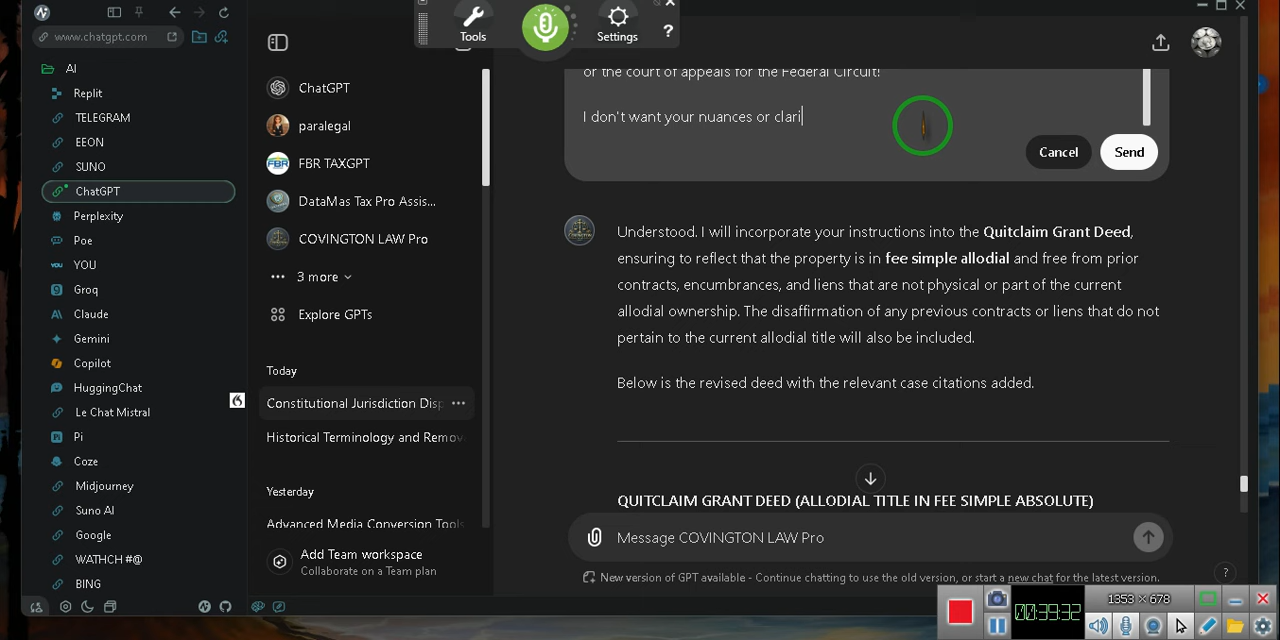 www.chatgpt.com
AI
Replit
TELEGRAM
EEON
SUNO
ChatGPT
Perplexity
Poe
YOU
Groq
Claude
Gemini
Copilot
HuggingChat
Le Chat Mistral
Pi
Coze
Midjourney
Suno AI
Google
WATHCH #@
BING
ChatGPT
paralegal
FBR TAXGPT
DataMas Tax Pro Assis...
COVINGTON LAW Pro
3 more
Explore GPTs
Today
Constitutional Jurisdiction Disp
Historical Terminology and Remov
Yesterday
Advanced Media Conversion Tools
Add Team workspace
Collaborate on a Team plan
Tools
Settings
?
or the court of appeals for the Federal Circuit!
I don't want your nuances or clari
Cancel
Send
Understood. I will incorporate your instructions into the Quitclaim Grant Deed,
ensuring to reflect that the property is in fee simple allodial and free from prior
contracts, encumbrances, and liens that are not physical or part of the current
allodial ownership. The disaffirmation of any previous contracts or liens that do not
pertain to the current allodial title will also be included.
Below is the revised deed with the relevant case citations added.
QUITCLAIM GRANT DEED (ALLODIAL TITLE IN FEE SIMPLE ABSOLUTE)
Message COVINGTON LAW Pro
New version of GPT available - Continue chatting to use the old version, or start a new chat for the latest version.
?
00:39:32
1353 × 678